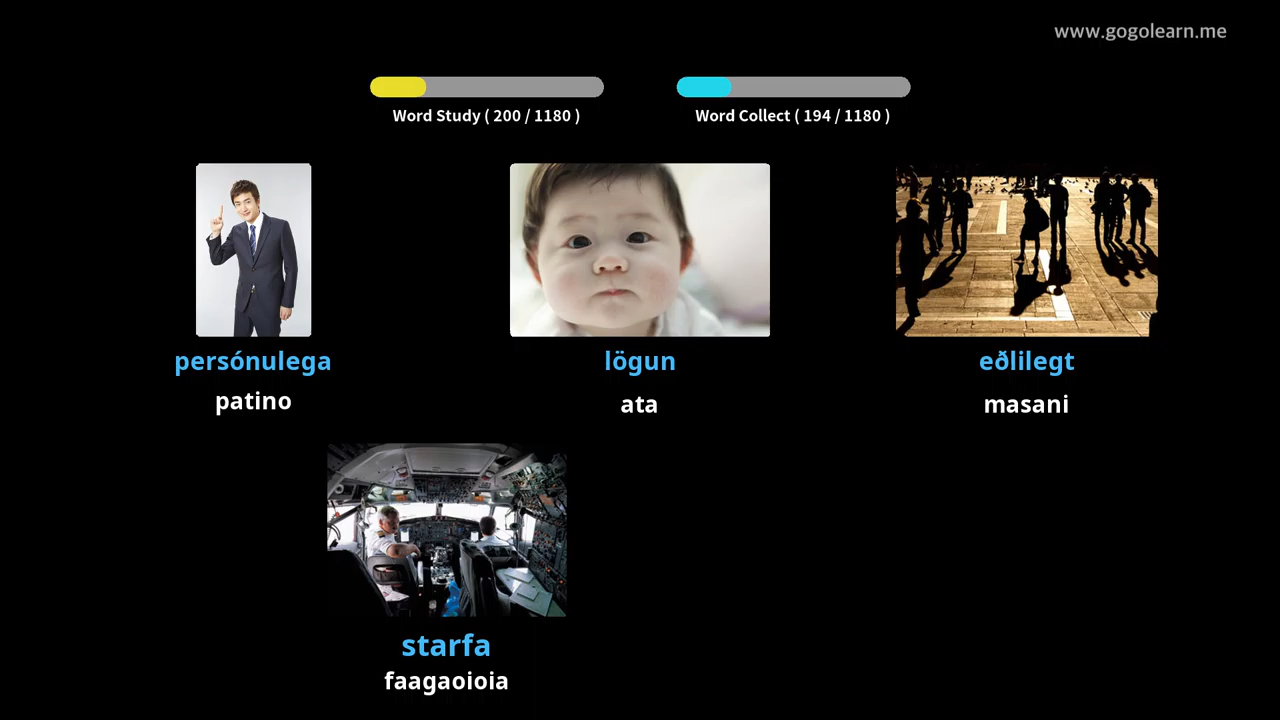 www.gogolearn.me
Word Study ( 200 / 1180 )
Word Collect ( 194 / 1180 )
persónulega
patino
lögun
ata
eðlilegt
masani
starfa
faagaoioia